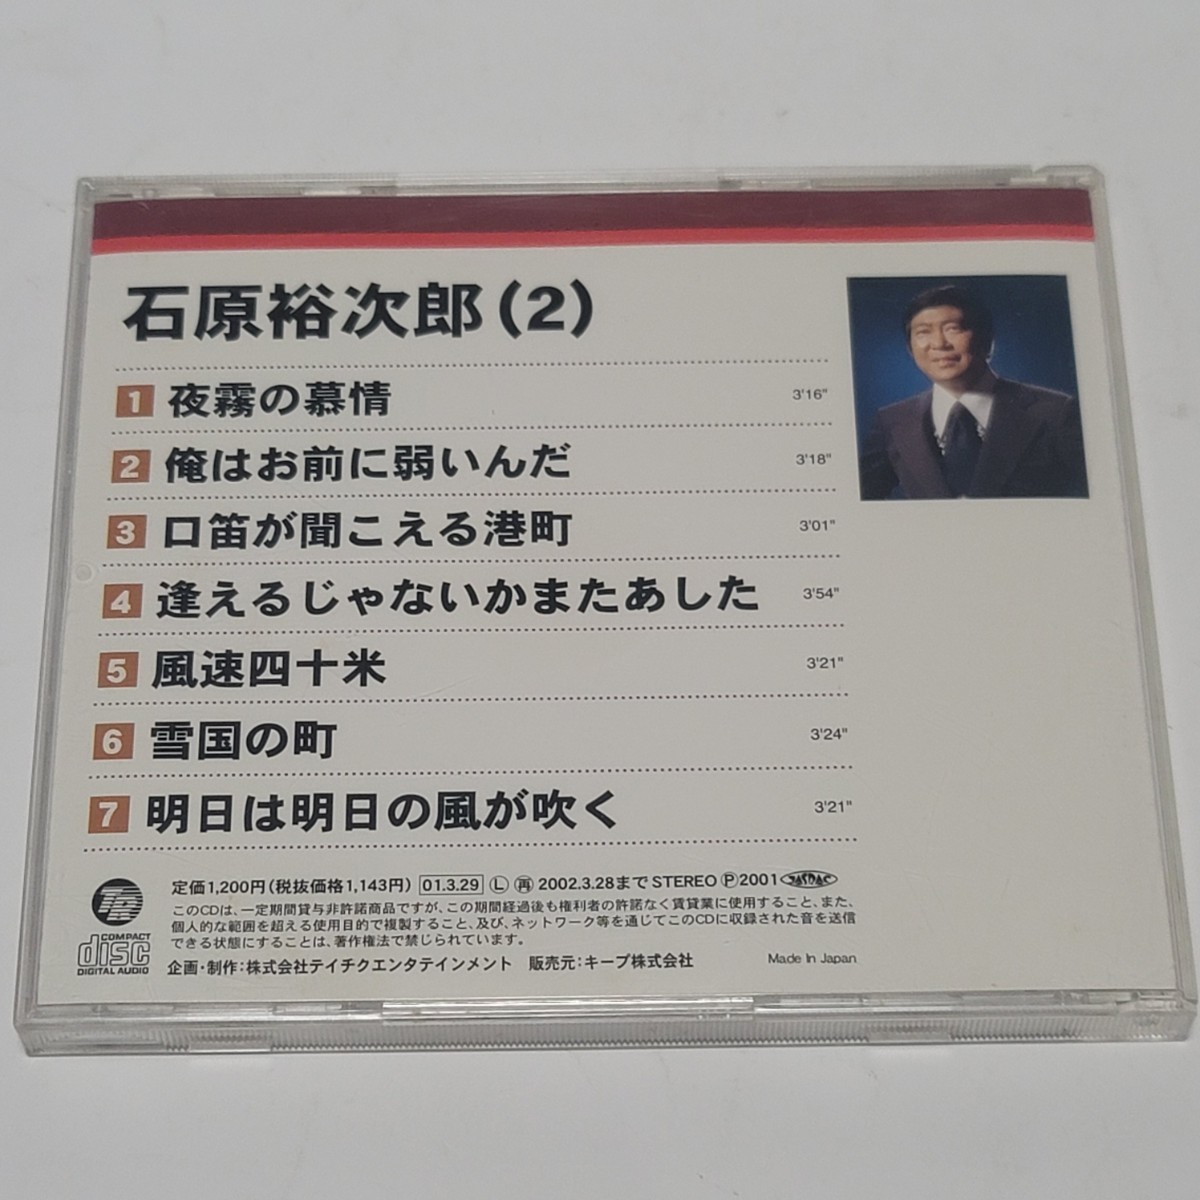 石原裕次郎(2)
1 夜霧の慕情 3'16"
2 俺はお前に弱いんだ 3'18"
3 口笛が聞こえる港町 3'01"
4 逢えるじゃないかまたあした 3'54"
5 風速四十米 3'21"
6 雪国の町 3'24"
7 明日は明日の風が吹く 3'21"
定価1,200円(税抜価格1,143円) 01.3.29 Ⓛ ㊢ 2002.3.28まで STEREO Ⓟ2001 JASRAC
このCDは、一定期間貸与非許諾商品ですが、この期間経過後も権利者の許諾なく賃貸業に使用すること、また、
個人的な範囲を超える使用目的で複製すること、及び、ネットワーク等を通じてこのCDに収録された音を送信
できる状態にすることは、著作権法で禁じられています。
COMPACT
disc
DIGITAL AUDIO
企画・制作:株式会社テイチクエンタテインメント 販売元:キープ株式会社 Made In Japan